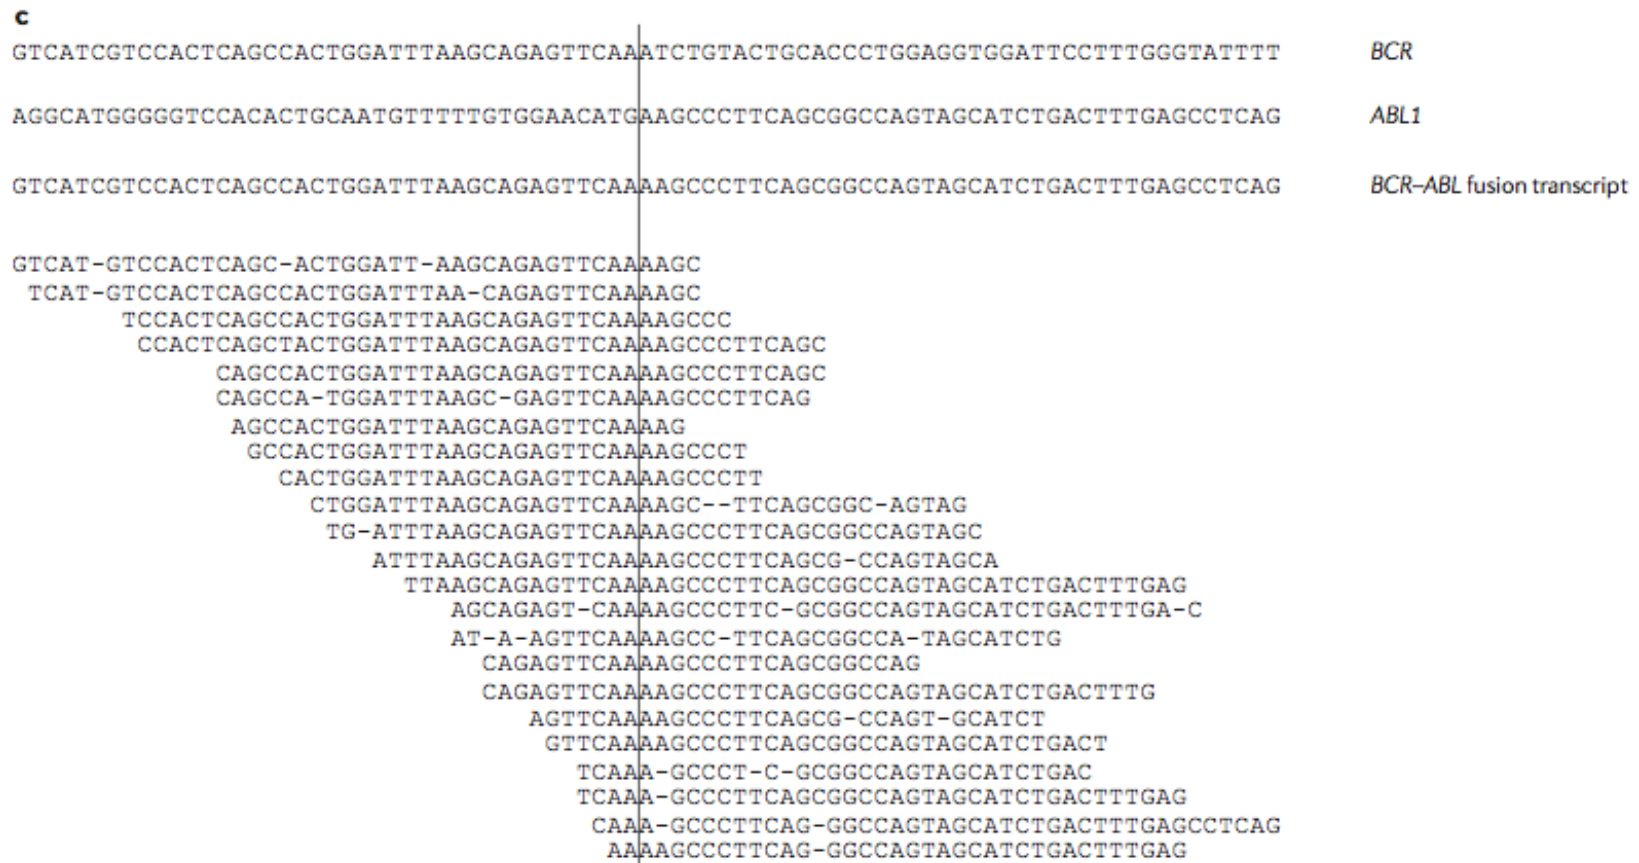 c
GTCATCGTCCACTCAGCCACTGGATTTAAGCAGAGTTCAAATCTGTACTGCACCCTGGAGGTGGATTCCTTTGGGTATTTT BCR
AGGCATGGGGGTCCACACTGCAATGTTTTTGTGGAACATGAAGCCCTTCAGCGGCCAGTAGCATCTGACTTTGAGCCTCAG ABL1
GTCATCGTCCACTCAGCCACTGGATTTAAGCAGAGTTCAAAAGCCCTTCAGCGGCCAGTAGCATCTGACTTTGAGCCTCAG BCR–ABL fusion transcript
GTCAT-GTCCACTCAGC-ACTGGATT-AAGCAGAGTTCAAAAGC
TCAT-GTCCACTCAGCCACTGGATTTAA-CAGAGTTCAAAAGC
TCCACTCAGCCACTGGATTTAAGCAGAGTTCAAAAGCCC
CCACTCAGCTACTGGATTTAAGCAGAGTTCAAAAGCCCTTCAGC
CAGCCACTGGATTTAAGCAGAGTTCAAAAGCCCTTCAGC
CAGCCA-TGGATTTAAGC-GAGTTCAAAAGCCCTTCAG
AGCCACTGGATTTAAGCAGAGTTCAAAAG
GCCACTGGATTTAAGCAGAGTTCAAAAGCCCT
CACTGGATTTAAGCAGAGTTCAAAAGCCCTT
CTGGATTTAAGCAGAGTTCAAAAGC--TTCAGCGGC-AGTAG
TG-ATTTAAGCAGAGTTCAAAAGCCCTTCAGCGGCCAGTAGC
ATTTAAGCAGAGTTCAAAAGCCCTTCAGCG-CCAGTAGCA
TTAAGCAGAGTTCAAAAGCCCTTCAGCGGCCAGTAGCATCTGACTTTGAG
AGCAGAGT-CAAAAGCCCTTC-GCGGCCAGTAGCATCTGACTTTGA-C
AT-A-AGTTCAAAAGCC-TTCAGCGGCCA-TAGCATCTG
CAGAGTTCAAAAGCCCTTCAGCGGCCAG
CAGAGTTCAAAAGCCCTTCAGCGGCCAGTAGCATCTGACTTTG
AGTTCAAAAGCCCTTCAGCG-CCAGT-GCATCT
GTTCAAAAGCCCTTCAGCGGCCAGTAGCATCTGACT
TCAAA-GCCCT-C-GCGGCCAGTAGCATCTGAC
TCAAA-GCCCTTCAGCGGCCAGTAGCATCTGACTTTGAG
CAAA-GCCCTTCAG-GGCCAGTAGCATCTGACTTTGAGCCTCAG
AAAAGCCCTTCAG-GGCCAGTAGCATCTGACTTTGAG